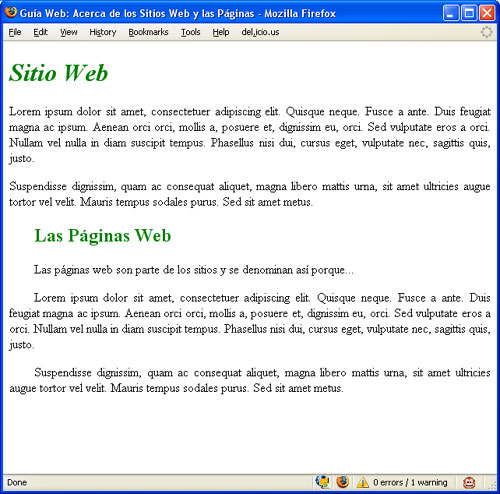 Guía Web: Acerca de los Sitios Web y las Páginas - Mozilla Firefox
File Edit View History Bookmarks Tools Help del.icio.us
Sitio Web
Lorem ipsum dolor sit amet, consectetuer adipiscing elit. Quisque neque. Fusce a ante. Duis feugiat
magna ac ipsum. Aenean orci orci, mollis a, posuere et, dignissim eu, orci. Sed vulputate eros a orci.
Nullam vel nulla in diam suscipit tempus. Phasellus nisi dui, cursus eget, vulputate nec, sagittis quis,
justo.
Suspendisse dignissim, quam ac consequat aliquet, magna libero mattis urna, sit amet ultricies augue
tortor vel velit. Mauris tempus sodales purus. Sed sit amet metus.
Las Páginas Web
Las páginas web son parte de los sitios y se denominan así porque...
Lorem ipsum dolor sit amet, consectetuer adipiscing elit. Quisque neque. Fusce a ante. Duis
feugiat magna ac ipsum. Aenean orci orci, mollis a, posuere et, dignissim eu, orci. Sed vulputate eros a
orci. Nullam vel nulla in diam suscipit tempus. Phasellus nisi dui, cursus eget, vulputate nec, sagittis quis,
justo.
Suspendisse dignissim, quam ac consequat aliquet, magna libero mattis urna, sit amet ultricies
augue tortor vel velit. Mauris tempus sodales purus. Sed sit amet metus.
Done 0 errors / 1 warning